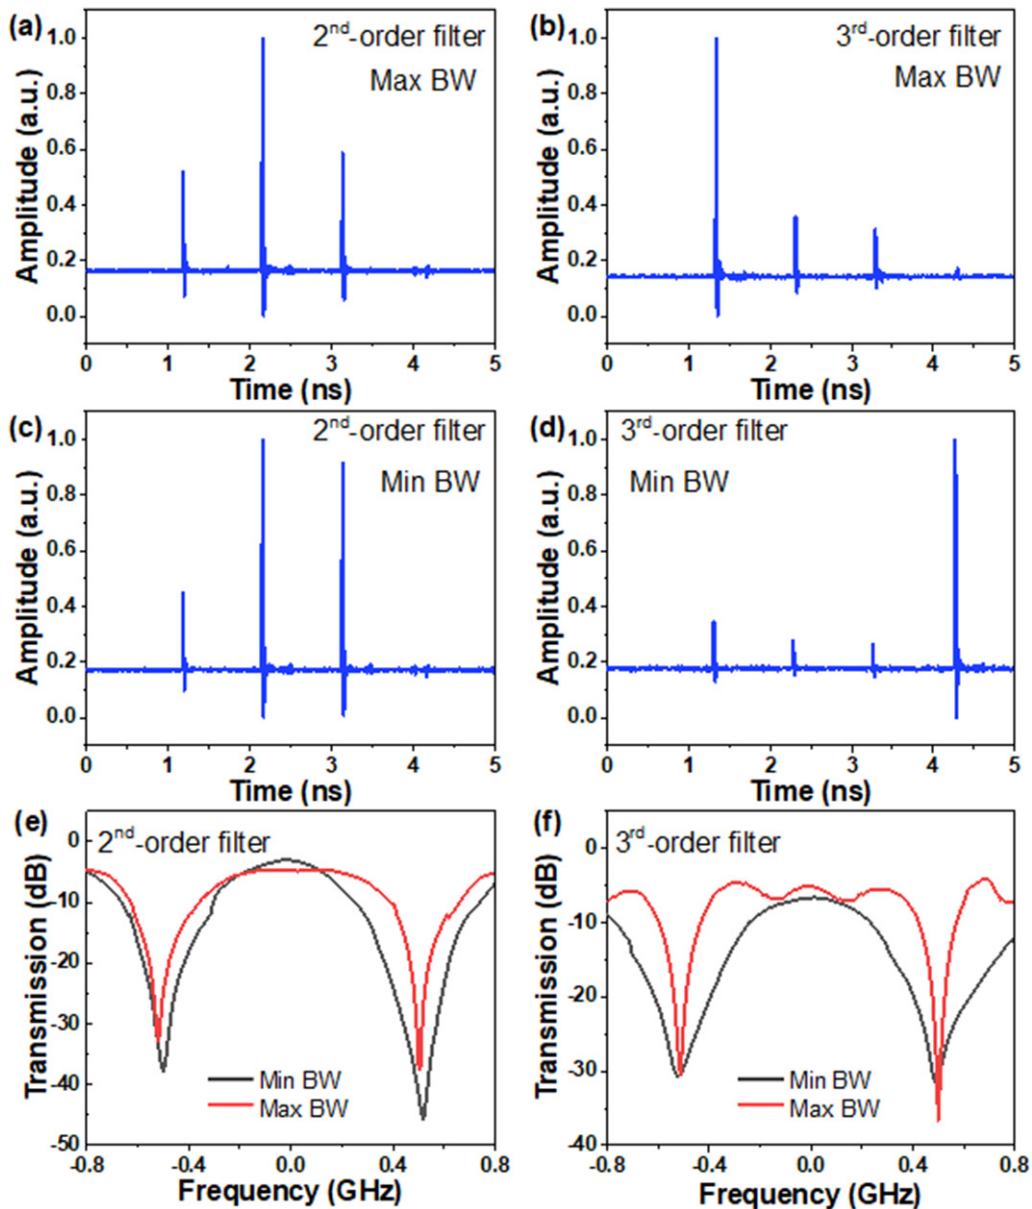 (a)
2nd-order filter
Max BW
1.0
0.8
0.6
0.4
0.2
0.0
Amplitude (a.u.)
0 1 2 3 4 5
Time (ns)
(b)
3rd-order filter
Max BW
1.0
0.8
0.6
0.4
0.2
0.0
Amplitude (a.u.)
0 1 2 3 4 5
Time (ns)
(c)
2nd-order filter
Min BW
1.0
0.8
0.6
0.4
0.2
0.0
Amplitude (a.u.)
0 1 2 3 4 5
Time (ns)
(d)
3rd-order filter
Min BW
1.0
0.8
0.6
0.4
0.2
0.0
Amplitude (a.u.)
0 1 2 3 4 5
Time (ns)
(e)
2nd-order filter
0
-10
-20
-30
-40
-50
Transmission (dB)
Min BW
Max BW
-0.8 -0.4 0.0 0.4 0.8
Frequency (GHz)
(f)
3rd-order filter
0
-10
-20
-30
-40
Transmission (dB)
Min BW
Max BW
-0.8 -0.4 0.0 0.4 0.8
Frequency (GHz)